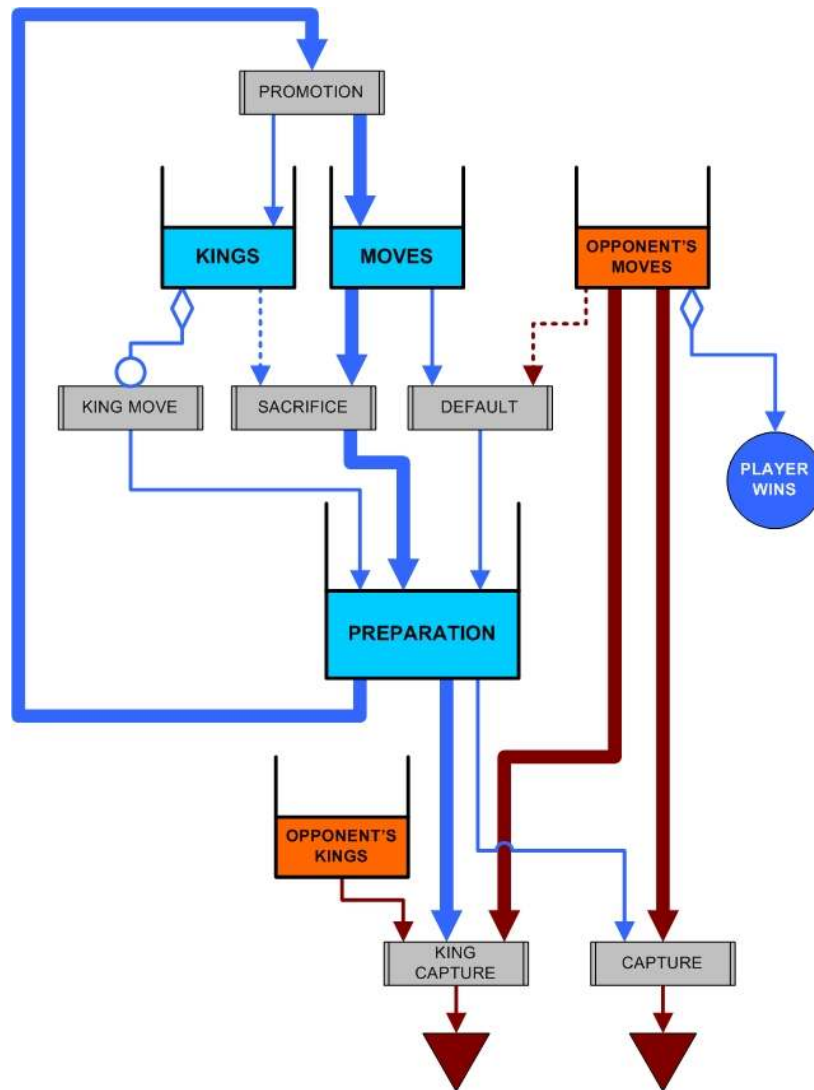 PROMOTION
KINGS
MOVES
OPPONENT'S
MOVES
KING MOVE
SACRIFICE
DEFAULT
PLAYER
WINS
PREPARATION
OPPONENT'S
KINGS
KING
CAPTURE
CAPTURE